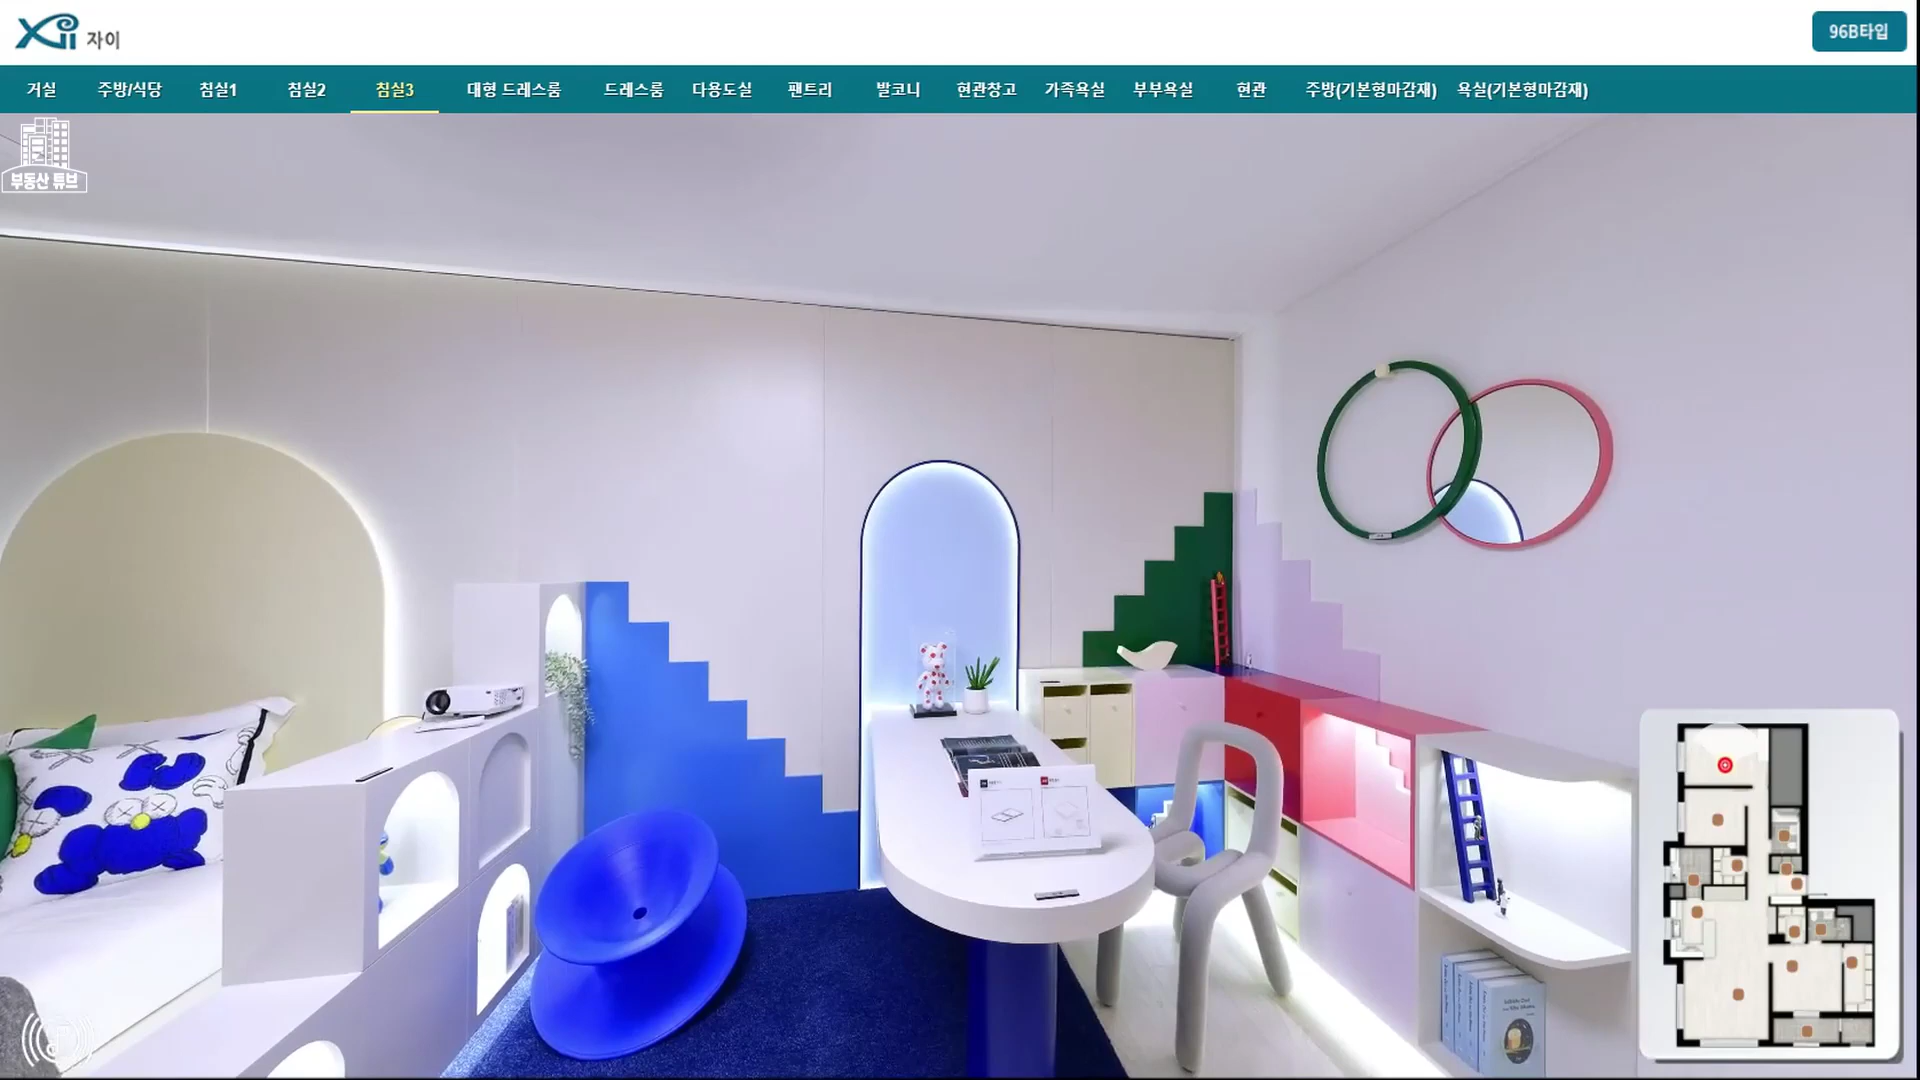 Xi 자이
96B타입
거실 주방/식당 침실1 침실2 침실3 대형 드레스룸 드레스룸 다용도실 팬트리 발코니 현관창고 가족욕실 부부욕실 현관 주방(기본형마감재) 욕실(기본형마감재)
부동산 튜브